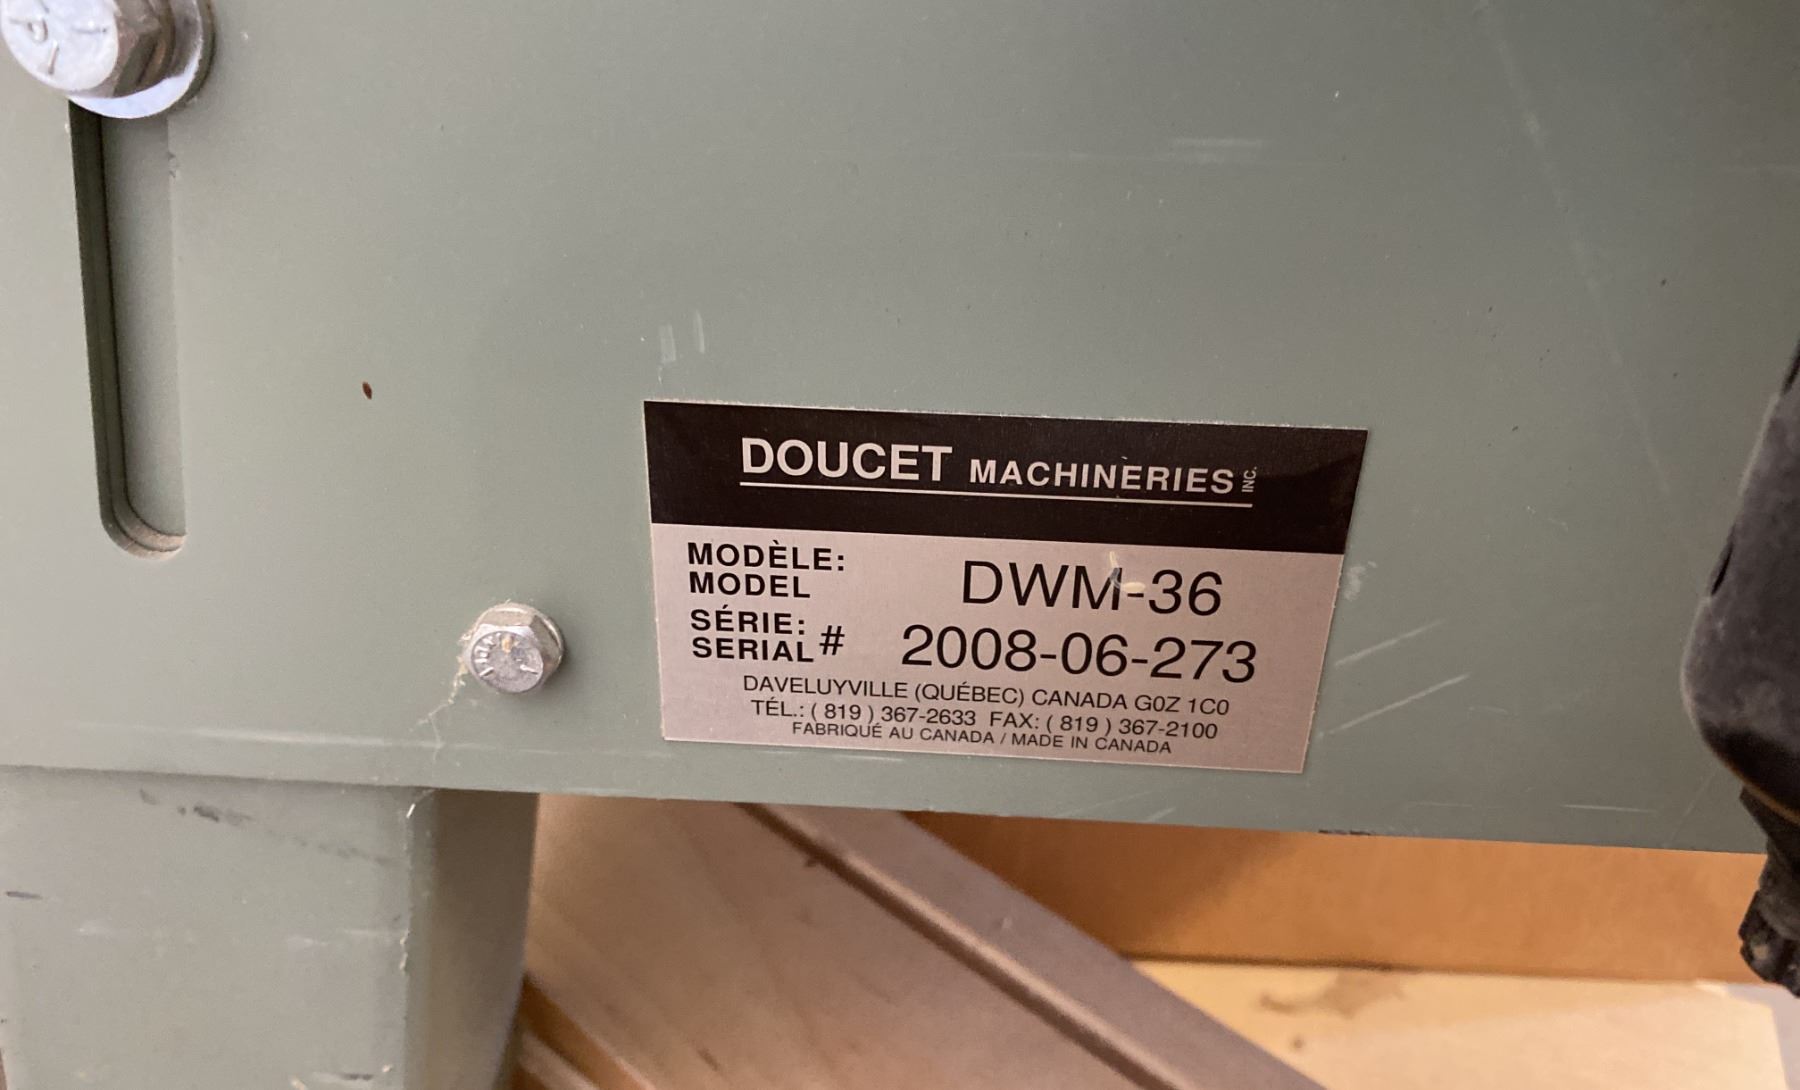 DOUCET MACHINERIES INC.
MODÈLE:
MODEL
DWM-36
SÉRIE:
SERIAL #
2008-06-273
DAVELUYVILLE (QUÉBEC) CANADA G0Z 1C0
TÉL.: ( 819 ) 367-2633 FAX: ( 819 ) 367-2100
FABRIQUÉ AU CANADA / MADE IN CANADA